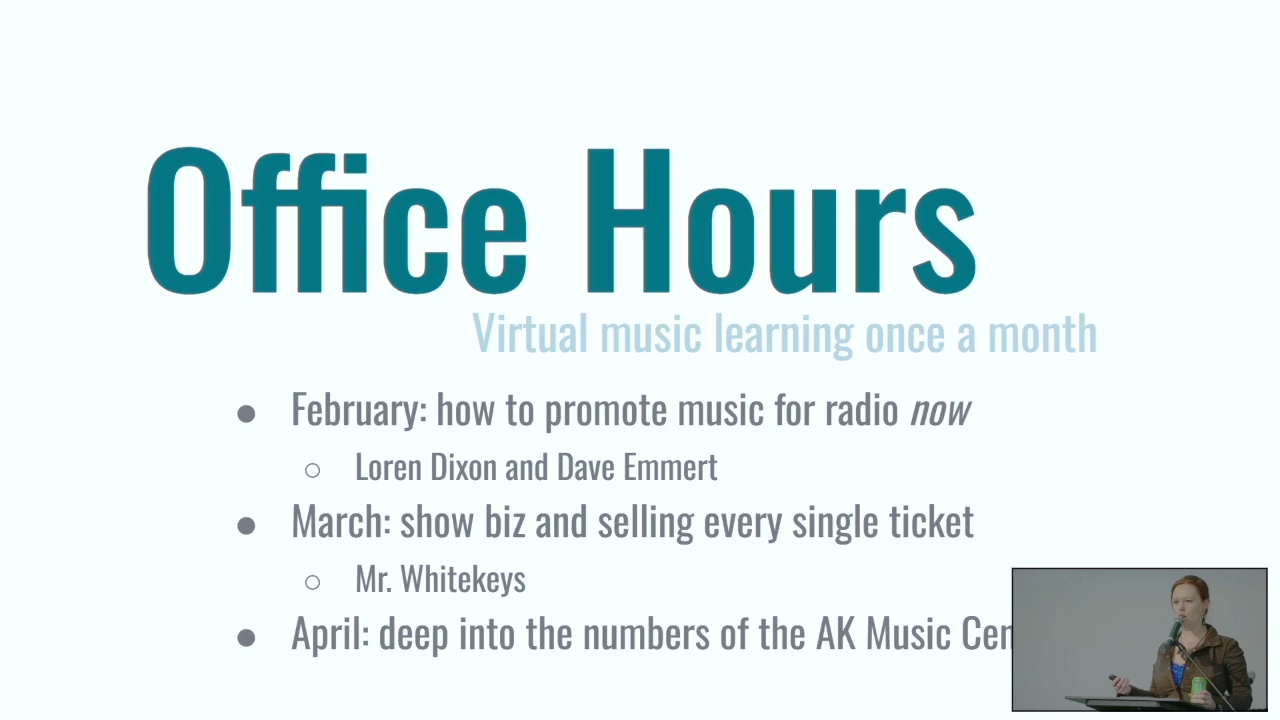 Office Hours
Virtual music learning once a month
● February: how to promote music for radio now
○ Loren Dixon and Dave Emmert
● March: show biz and selling every single ticket
○ Mr. Whitekeys
● April: deep into the numbers of the AK Music